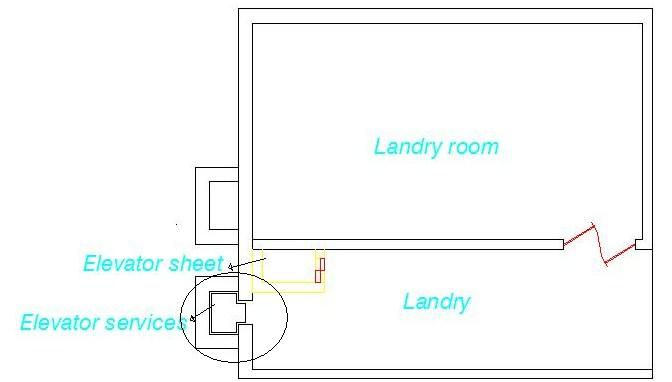 Landry room
Elevator sheet
Landry
Elevator services